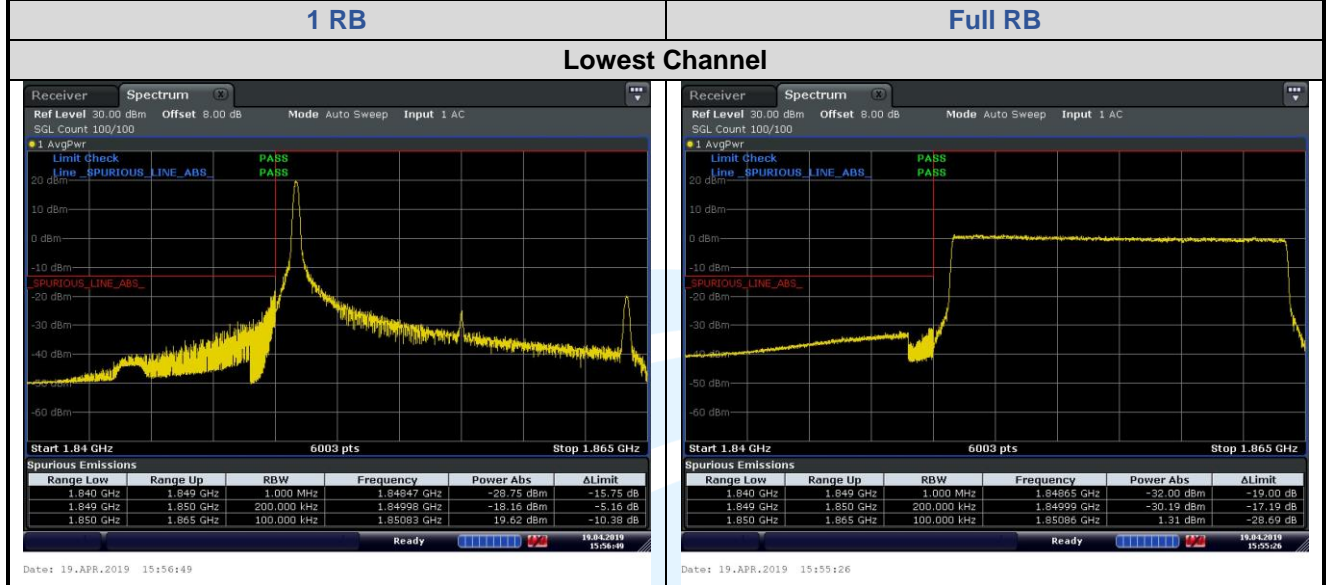 1 RB
Full RB
Lowest Channel
Receiver Spectrum X
Ref Level 30.00 dBm Offset 8.00 dB Mode Auto Sweep Input 1 AC
SGL Count 100/100
1 AvgPwr
Limit Check PASS
Line _SPURIOUS_LINE_ABS_ PASS
20 dBm
10 dBm
0 dBm
-10 dBm
_SPURIOUS_LINE_ABS_
-20 dBm
-30 dBm
-40 dBm
-50 dBm
-60 dBm
Start 1.84 GHz 6003 pts Stop 1.865 GHz
Spurious Emissions
Range Low Range Up RBW Frequency Power Abs ΔLimit
1.840 GHz 1.849 GHz 1.000 MHz 1.84847 GHz -28.75 dBm -15.75 dB
1.849 GHz 1.850 GHz 200.000 kHz 1.84998 GHz -18.16 dBm -5.16 dB
1.850 GHz 1.865 GHz 100.000 kHz 1.85083 GHz 19.62 dBm -10.38 dB
Ready 19.04.2019
15:56:49
Date: 19.APR.2019 15:56:49
Receiver Spectrum X
Ref Level 30.00 dBm Offset 8.00 dB Mode Auto Sweep Input 1 AC
SGL Count 100/100
1 AvgPwr
Limit Check PASS
Line _SPURIOUS_LINE_ABS_ PASS
20 dBm
10 dBm
0 dBm
-10 dBm
_SPURIOUS_LINE_ABS_
-20 dBm
-30 dBm
-40 dBm
-50 dBm
-60 dBm
Start 1.84 GHz 6003 pts Stop 1.865 GHz
Spurious Emissions
Range Low Range Up RBW Frequency Power Abs ΔLimit
1.840 GHz 1.849 GHz 1.000 MHz 1.84865 GHz -32.00 dBm -19.00 dB
1.849 GHz 1.850 GHz 200.000 kHz 1.84999 GHz -30.19 dBm -17.19 dB
1.850 GHz 1.865 GHz 100.000 kHz 1.85086 GHz 1.31 dBm -28.69 dB
Ready 19.04.2019
15:55:26
Date: 19.APR.2019 15:55:26